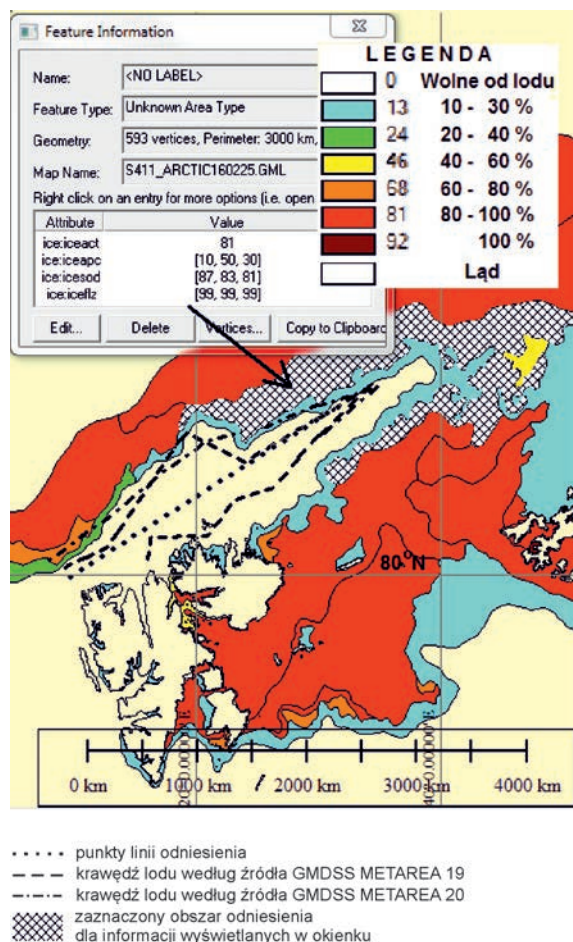 Feature Information
Name: <NO LABEL>
Feature Type: Unknown Area Type
Geometry: 593 vertices, Perimeter: 3000 km,
Map Name: S411_ARCTIC160225.GML
Right click on an entry for more options (i.e. open
Attribute Value
ice:iceact 81
ice:iceapc [10, 50, 30]
ice:icesod [87, 83, 81]
ice:iceflz [99, 99, 99]
Edit... Delete Vertices... Copy to Clipboard
LEGENDA
0 Wolne od lodu
13 10 - 30 %
24 20 - 40 %
46 40 - 60 %
68 60 - 80 %
81 80 - 100 %
92 100 %
Ląd
80°N
0 km 1000 km 2000 km 3000 km 4000 km
punkty linii odniesienia
krawędź lodu według źródła GMDSS METAREA 19
krawędź lodu według źródła GMDSS METAREA 20
zaznaczony obszar odniesienia
dla informacji wyświetlanych w okienku